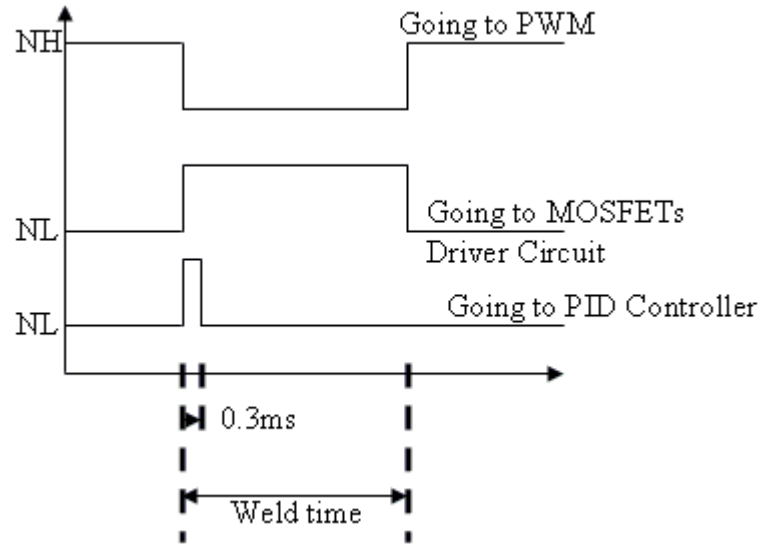 NH
Going to PWM
NL
Going to MOSFETs
Driver Circuit
NL
Going to PID Controller
0.3ms
Weld time